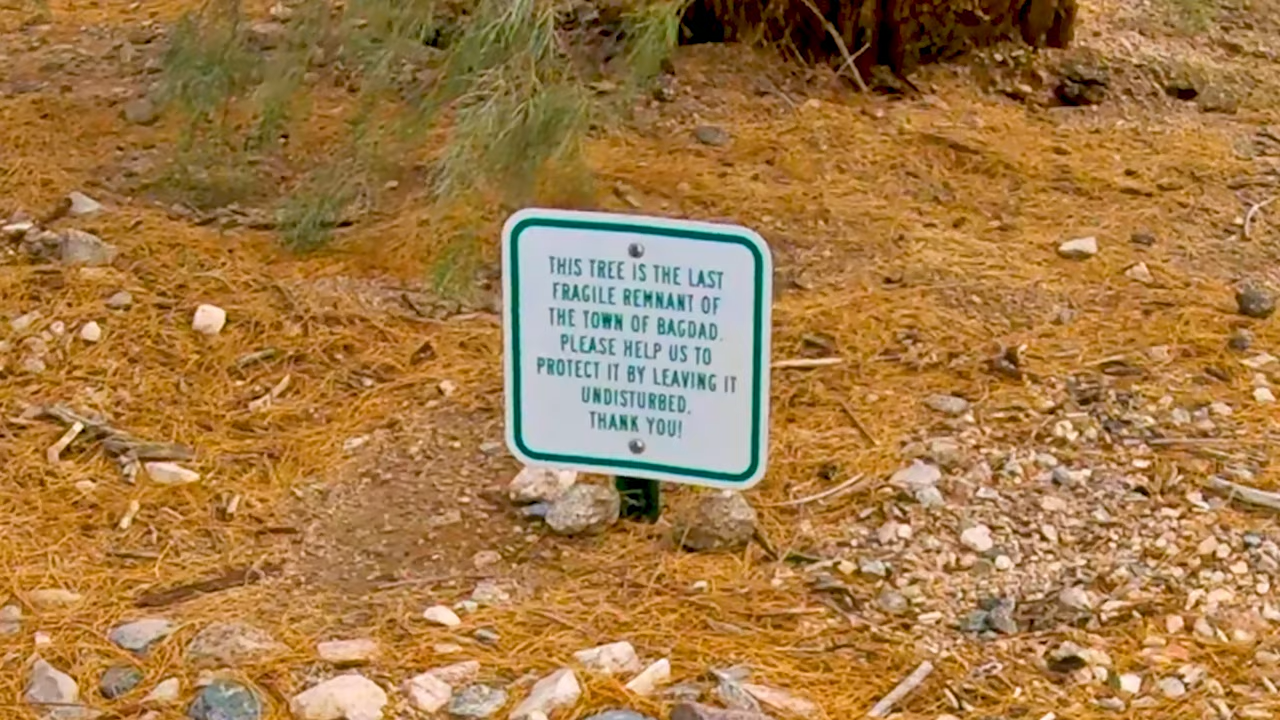 THIS TREE IS THE LAST
FRAGILE REMNANT OF
THE TOWN OF BAGDAD.
PLEASE HELP US TO
PROTECT IT BY LEAVING IT
UNDISTURBED.
THANK YOU!